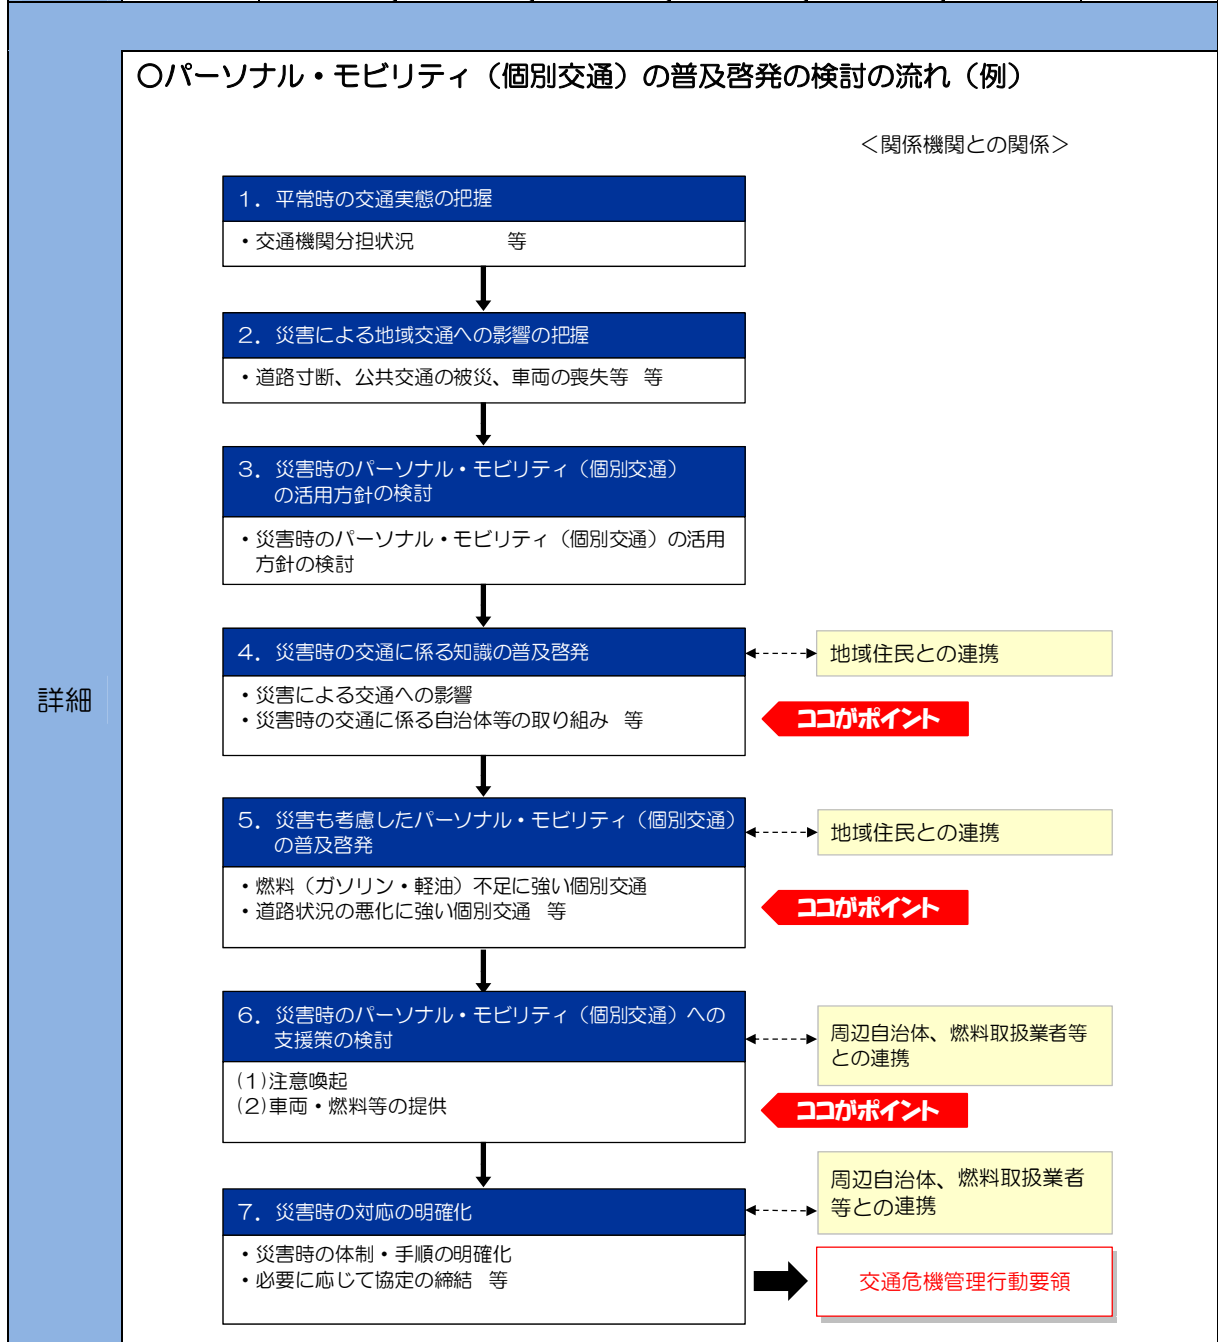 〇パーソナル・モビリティ（個別交通）の普及啓発の検討の流れ（例）
＜関係機関との関係＞
１．平常時の交通実態の把握
・交通機関分担状況　　　　　等
２．災害による地域交通への影響の把握
・道路寸断、公共交通の被災、車両の喪失等 等
３．災害時のパーソナル・モビリティ（個別交通）
の活用方針の検討
・災害時のパーソナル・モビリティ（個別交通）の活用
方針の検討
４．災害時の交通に係る知識の普及啓発
地域住民との連携
・災害による交通への影響
・災害時の交通に係る自治体等の取り組み 等
ココがポイント
詳細
５．災害も考慮したパーソナル・モビリティ（個別交通）
の普及啓発
地域住民との連携
・燃料（ガソリン・軽油）不足に強い個別交通
・道路状況の悪化に強い個別交通 等
ココがポイント
６．災害時のパーソナル・モビリティ（個別交通）への
支援策の検討
周辺自治体、燃料取扱業者等
との連携
(１)注意喚起
(２)車両・燃料等の提供
ココがポイント
７．災害時の対応の明確化
周辺自治体、燃料取扱業者
等との連携
・災害時の体制・手順の明確化
・必要に応じて協定の締結 等
交通危機管理行動要領